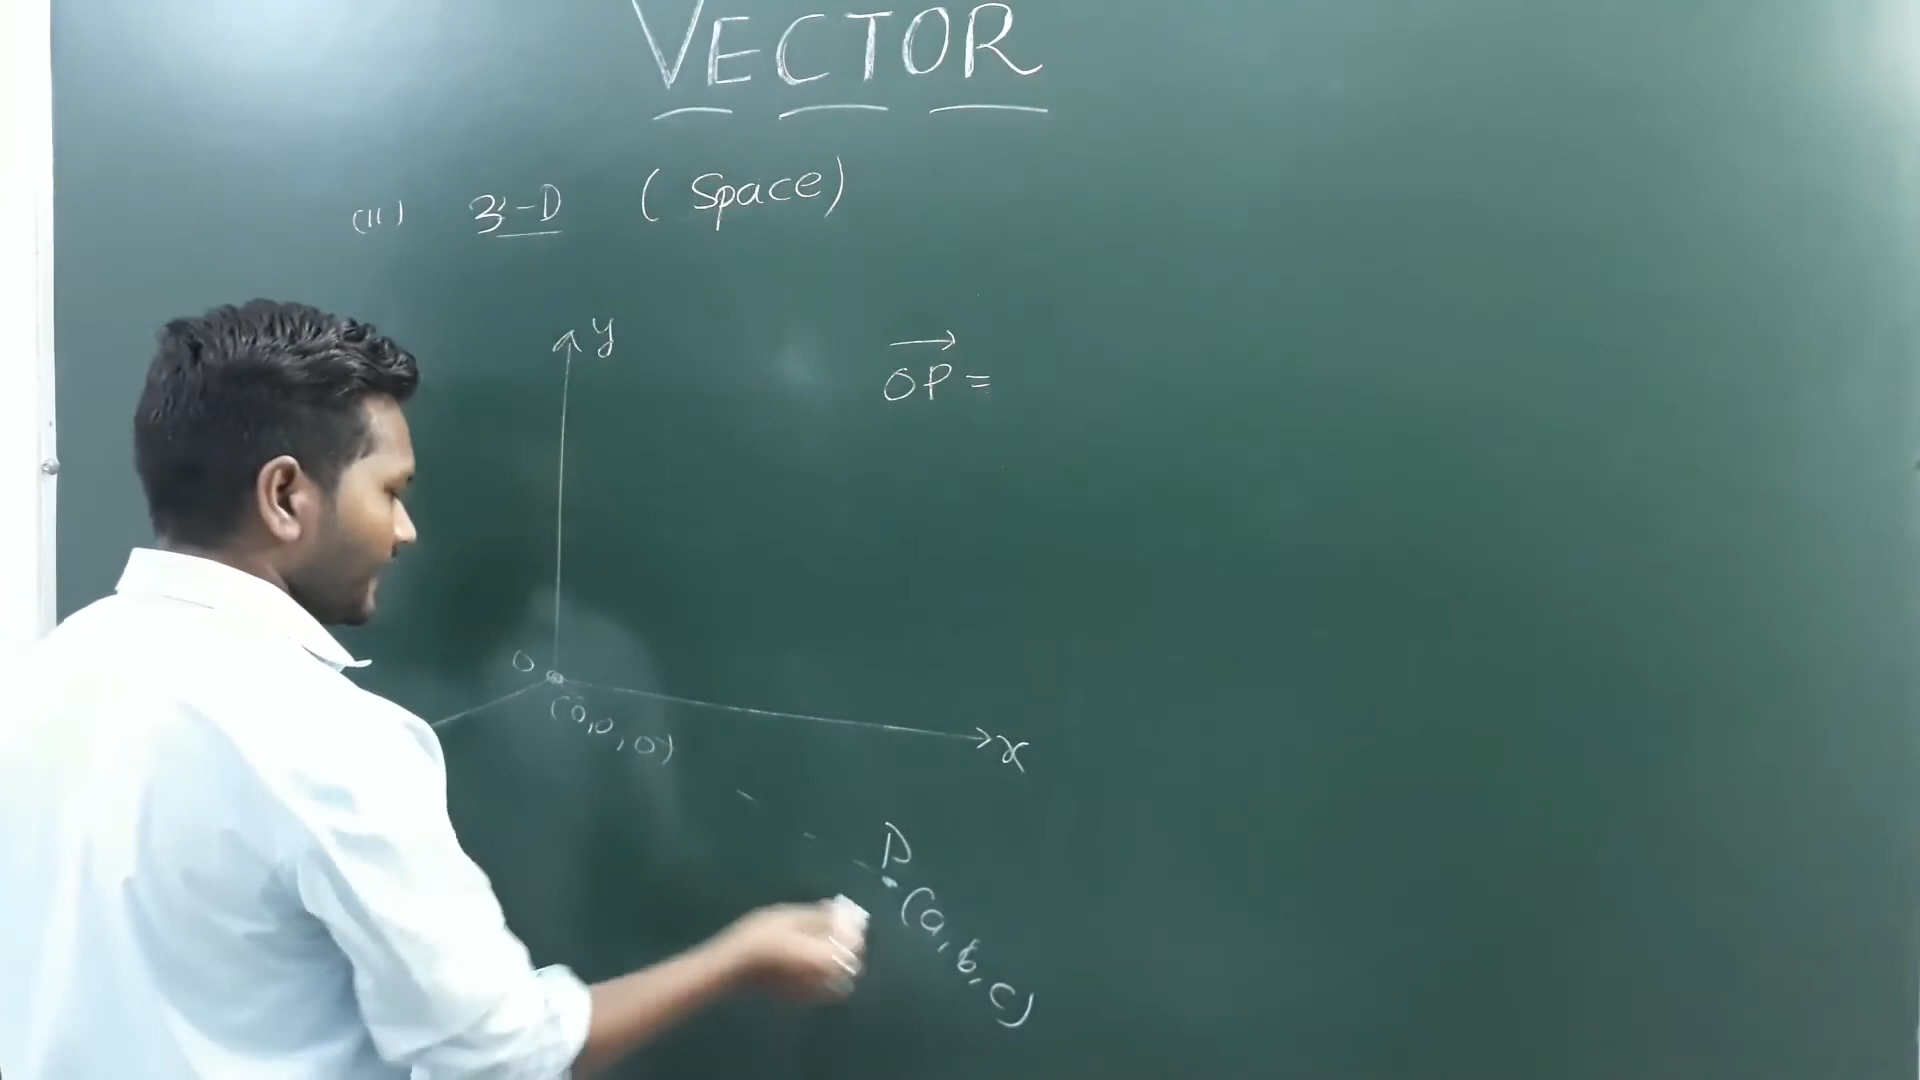 VECTOR
(ii) 3-D (Space)
y
OP =
O
(0,0,0)
x
P
(a,b,c)